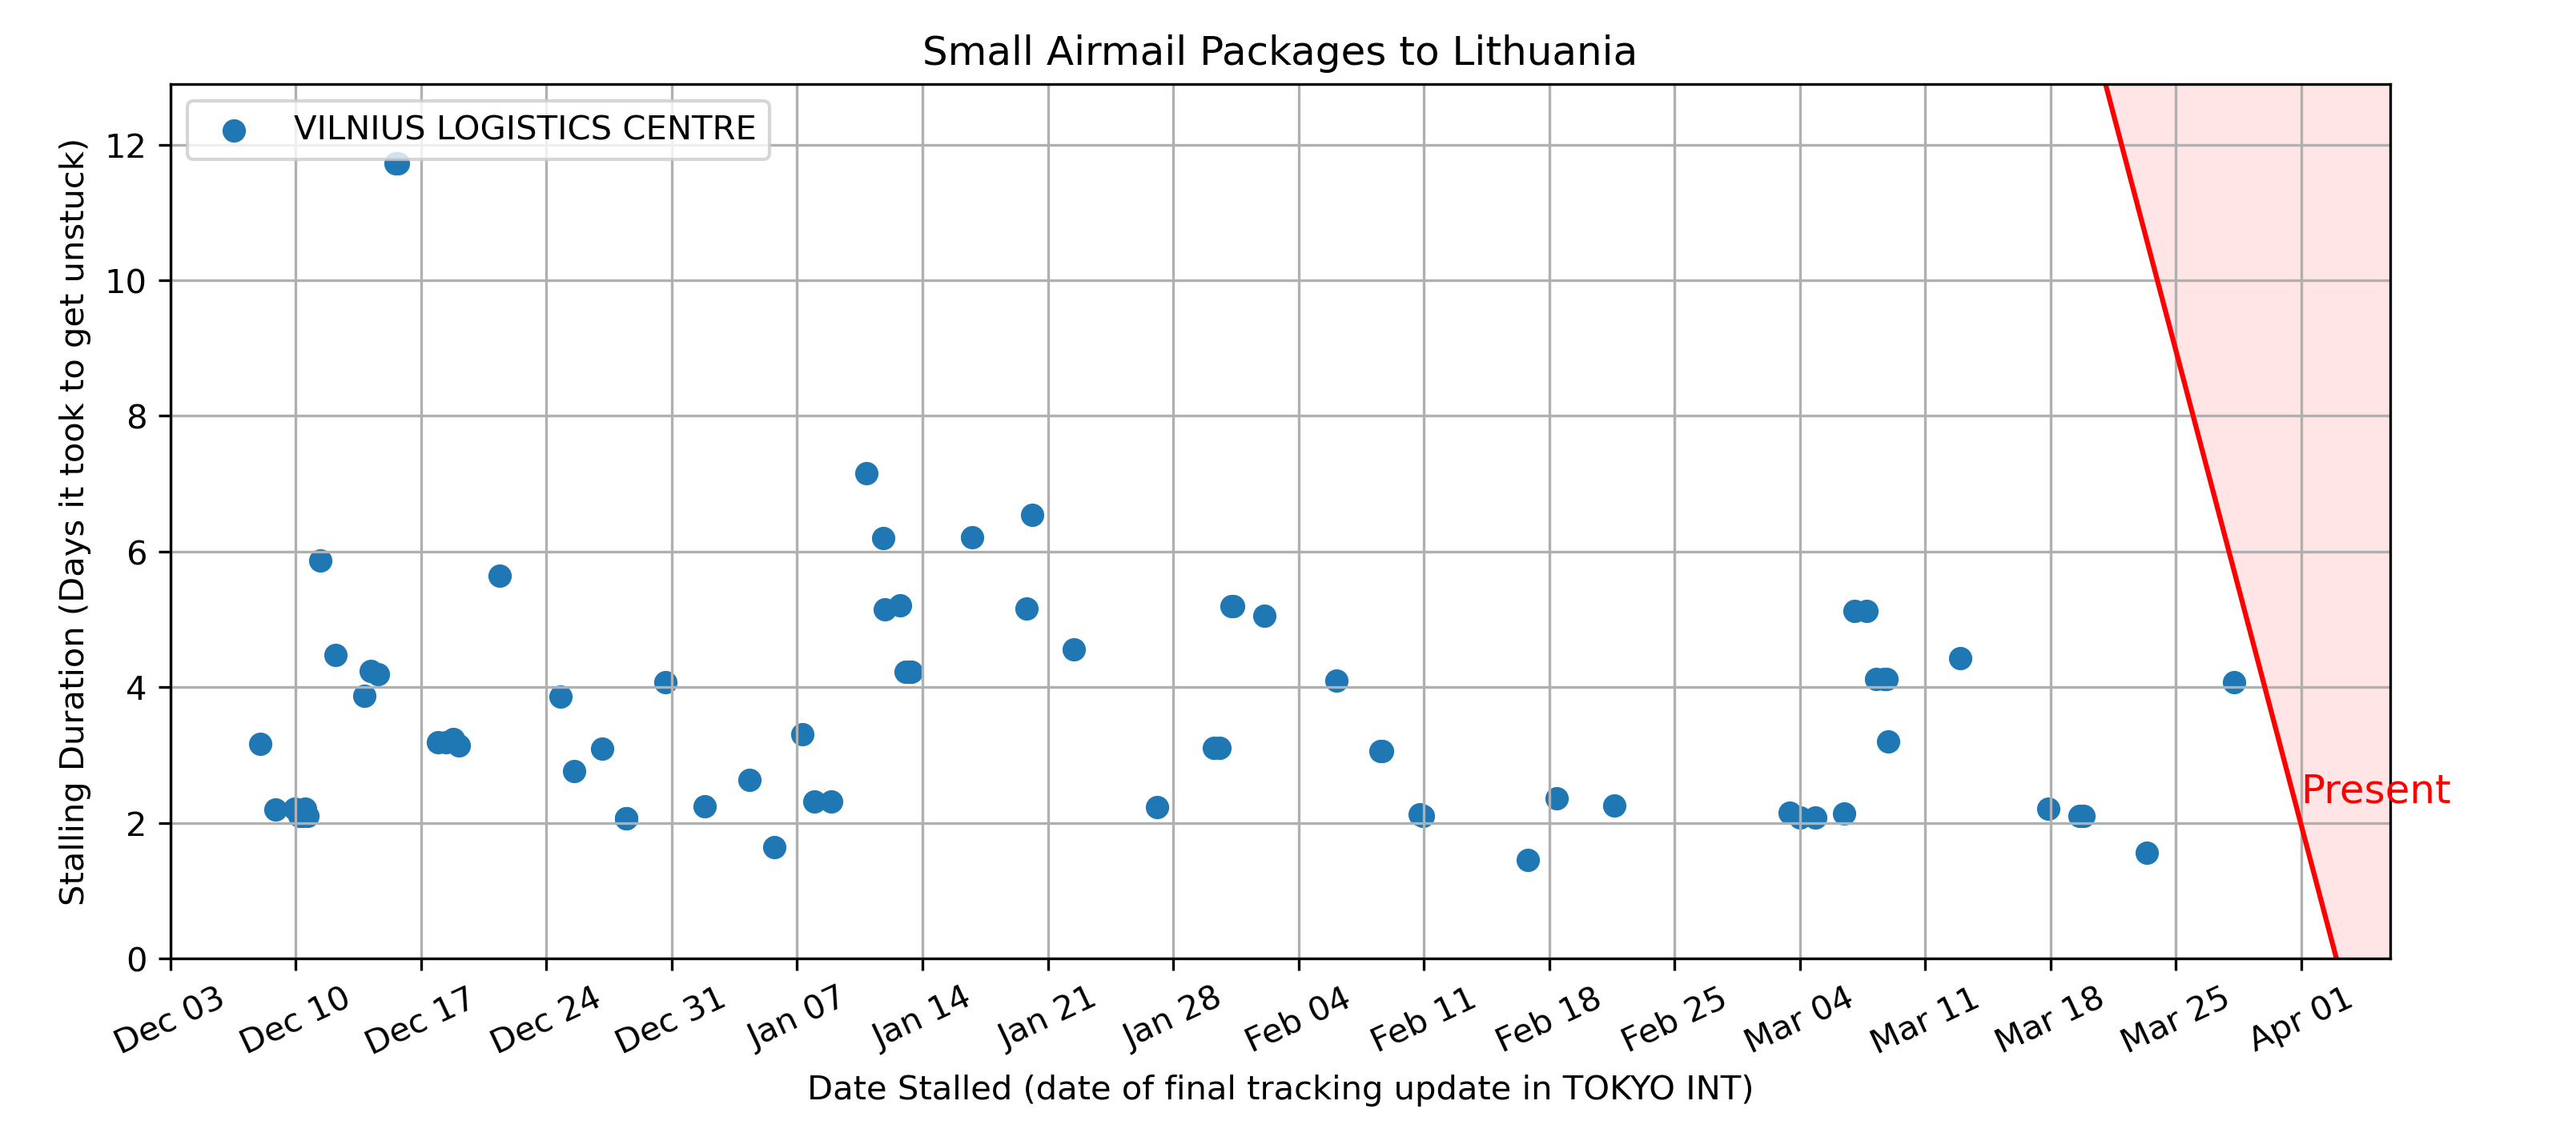 Small Airmail Packages to Lithuania
VILNIUS LOGISTICS CENTRE
Stalling Duration (Days it took to get unstuck)
12
10
8
6
4
2
0
Present
Dec 03
Dec 10
Dec 17
Dec 24
Dec 31
Jan 07
Jan 14
Jan 21
Jan 28
Feb 04
Feb 11
Feb 18
Feb 25
Mar 04
Mar 11
Mar 18
Mar 25
Apr 01
Date Stalled (date of final tracking update in TOKYO INT)